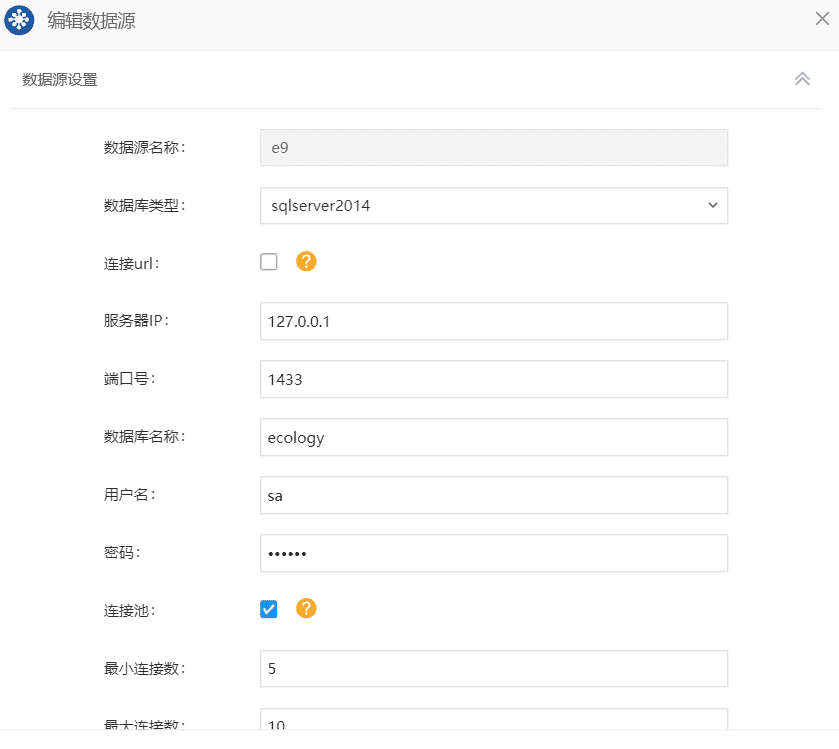 编辑数据源
数据源设置
数据源名称： e9
数据库类型： sqlserver2014
连接url： ?
服务器IP： 127.0.0.1
端口号： 1433
数据库名称： ecology
用户名： sa
密码： ••••••
连接池： ?
最小连接数： 5
最大连接数： 10